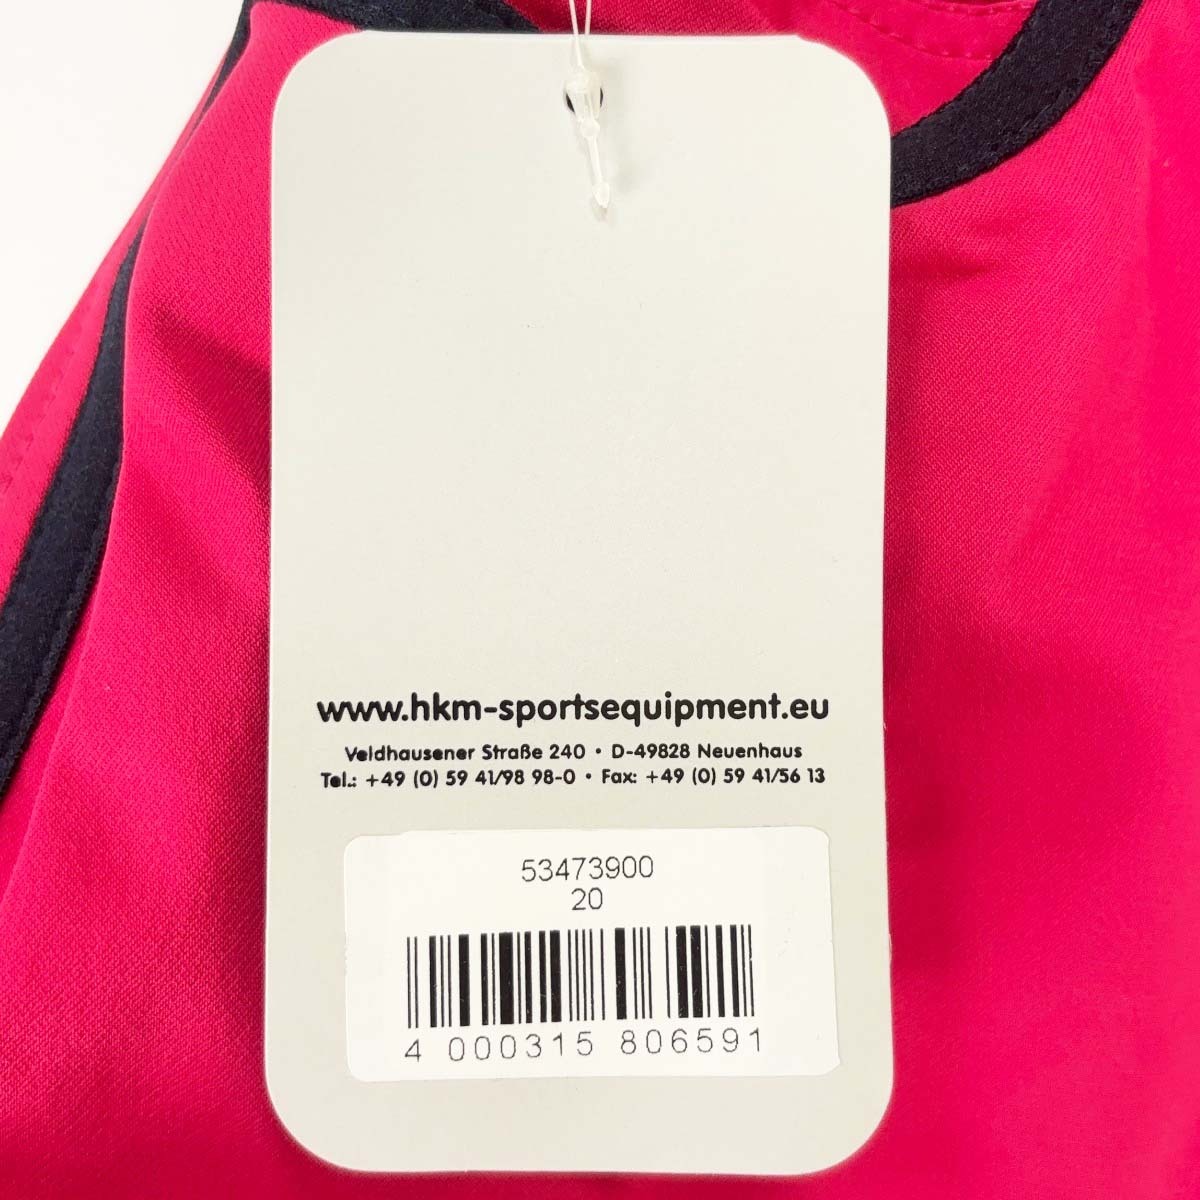 www.hkm-sportsequipment.eu
Veldhausener Straße 240 • D-49828 Neuenhaus
Tel.: +49 (0) 59 41/98 98-0 • Fax: +49 (0) 59 41/56 13
53473900
20
4 000315 806591